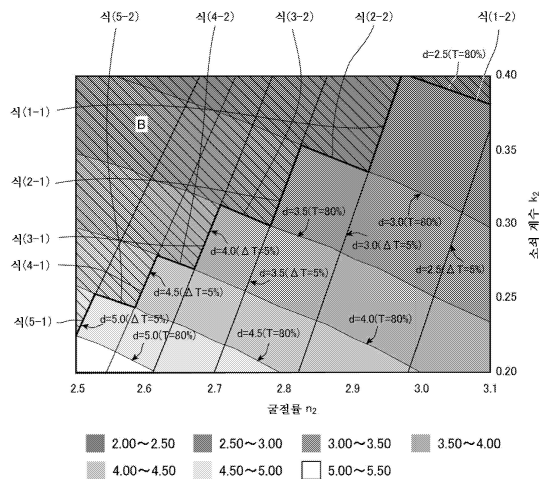 식(5-2) 식(4-2) 식(3-2) 식(2-2) 식(1-2)
d=2.5(T=80%)
0.40
식(1-1)
B
0.35
식(2-1)
d=3.5(T=80%)
d=3.0(T=80%)
0.30
식(3-1)
d=4.0(ΔT=5%)
d=3.0(ΔT=5%)
식(4-1)
d=4.5(ΔT=5%)
d=3.5(ΔT=5%)
d=2.5(ΔT=5%)
0.25
식(5-1)
d=5.0(ΔT=5%)
d=5.0(T=80%)
d=4.5(T=80%)
d=4.0(T=80%)
0.20
소쇠 계수 k₂
2.5 2.6 2.7 2.8 2.9 3.0 3.1
굴절률 n₂
2.00~2.50 2.50~3.00 3.00~3.50 3.50~4.00
4.00~4.50 4.50~5.00 5.00~5.50